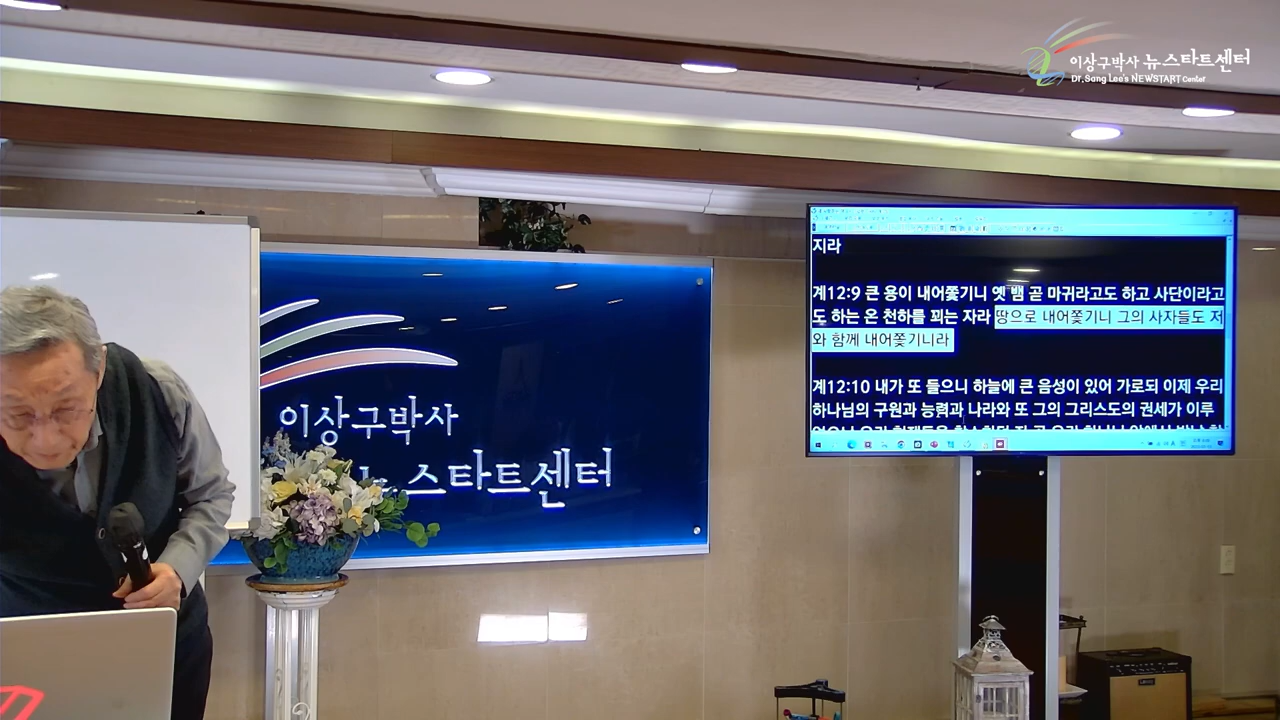 이상구박사 뉴스타트센터
Dr. Sang Lee's NEWSTART Center
지라
계12:9 큰 용이 내어쫓기니 옛 뱀 곧 마귀라고도 하고 사단이라고
도 하는 온 천하를 꾀는 자라 땅으로 내어쫓기니 그의 사자들도 저
와 함께 내어쫓기니라
계12:10 내가 또 들으니 하늘에 큰 음성이 있어 가로되 이제 우리
하나님의 구원과 능력과 나라와 또 그의 그리스도의 권세가 이루
이상구박사
뉴스타트센터